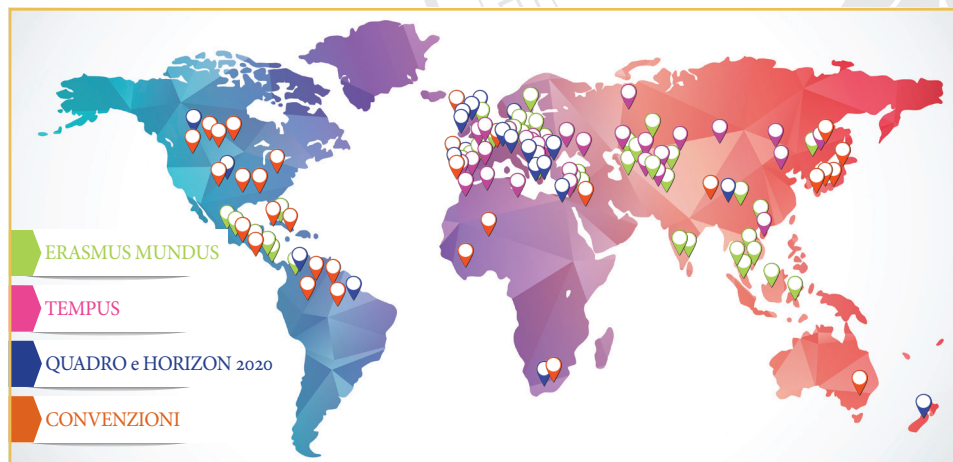 ERASMUS MUNDUS
TEMPUS
QUADRO e HORIZON 2020
CONVENZIONI